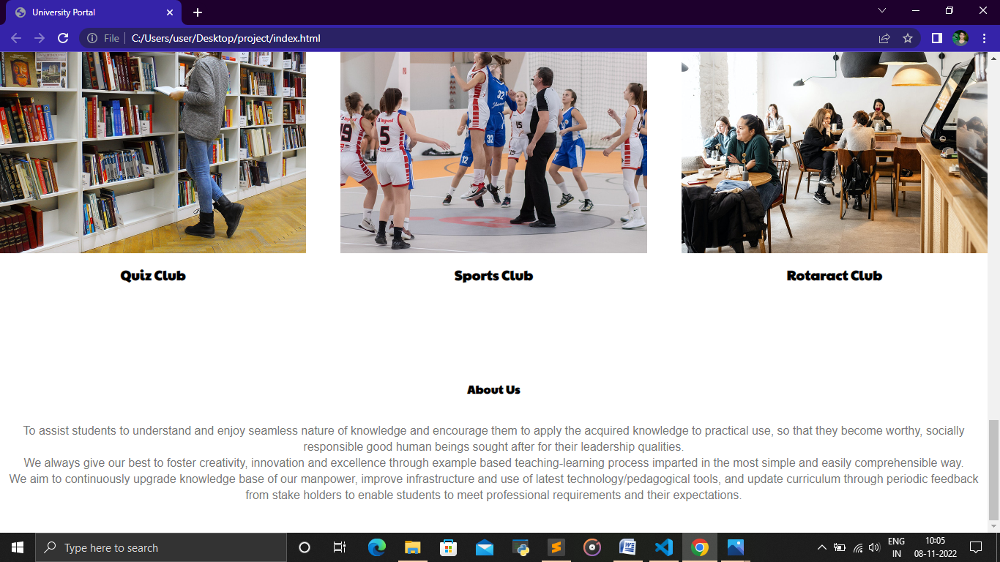 University Portal
File
C:/Users/user/Desktop/project/index.html
19
5
32
32
15
12
Quiz Club
Sports Club
Rotaract Club
About Us
To assist students to understand and enjoy seamless nature of knowledge and encourage them to apply the acquired knowledge to practical use, so that they become worthy, socially
responsible good human beings sought after for their leadership qualities.
We always give our best to foster creativity, innovation and excellence through example based teaching-learning process imparted in the most simple and easily comprehensible way.
We aim to continuously upgrade knowledge base of our manpower, improve infrastructure and use of latest technology/pedagogical tools, and update curriculum through periodic feedback
from stake holders to enable students to meet professional requirements and their expectations.
Type here to search
ENG
IN
10:05
08-11-2022